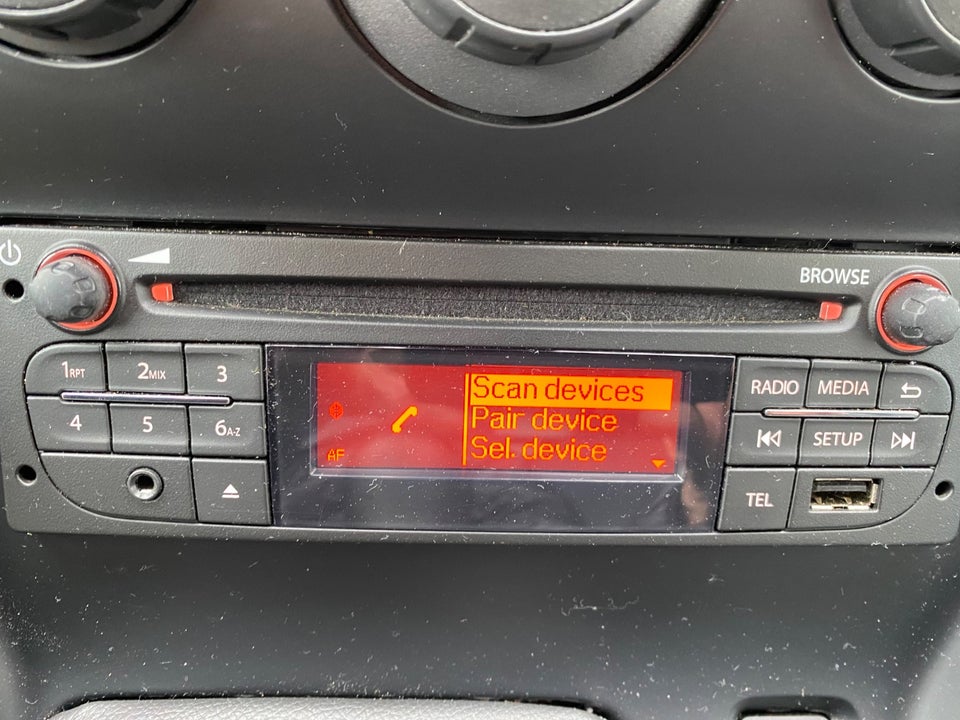 BROWSE
1RPT 2MIX 3
4 5 6A-Z
Scan devices
Pair device
Sel. device
AF
RADIO MEDIA
SETUP
TEL